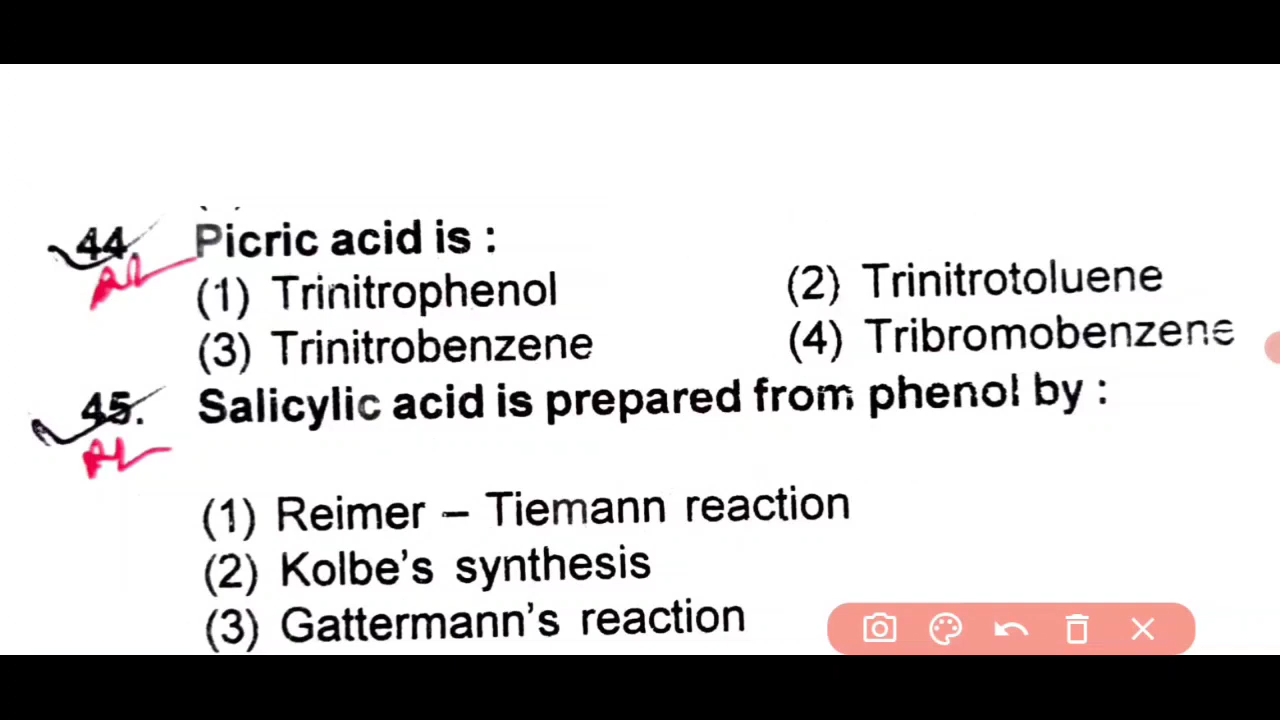 44. Picric acid is :
(1) Trinitrophenol (2) Trinitrotoluene
(3) Trinitrobenzene (4) Tribromobenzene
45. Salicylic acid is prepared from phenol by :
(1) Reimer – Tiemann reaction
(2) Kolbe's synthesis
(3) Gattermann's reaction